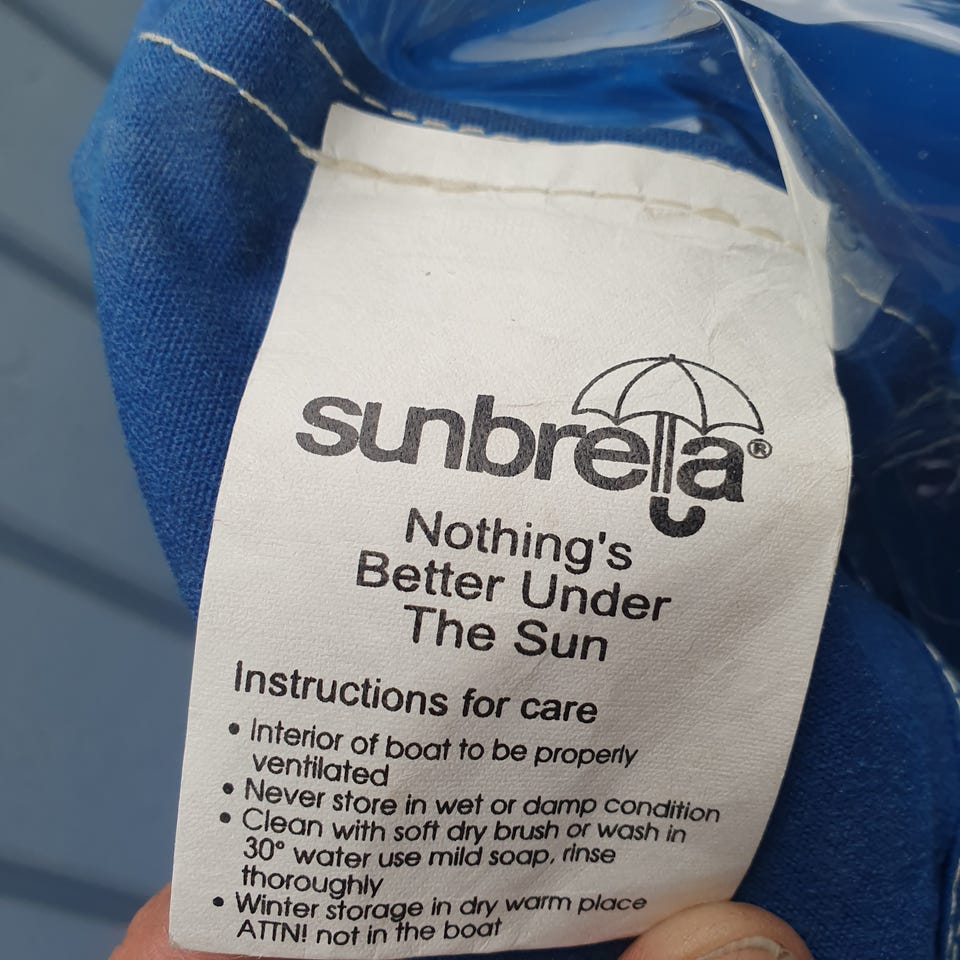 sunbrella®
Nothing's
Better Under
The Sun
Instructions for care
• Interior of boat to be properly
ventilated
• Never store in wet or damp condition
• Clean with soft dry brush or wash in
30° water use mild soap, rinse
thoroughly
• Winter storage in dry warm place
ATTN! not in the boat